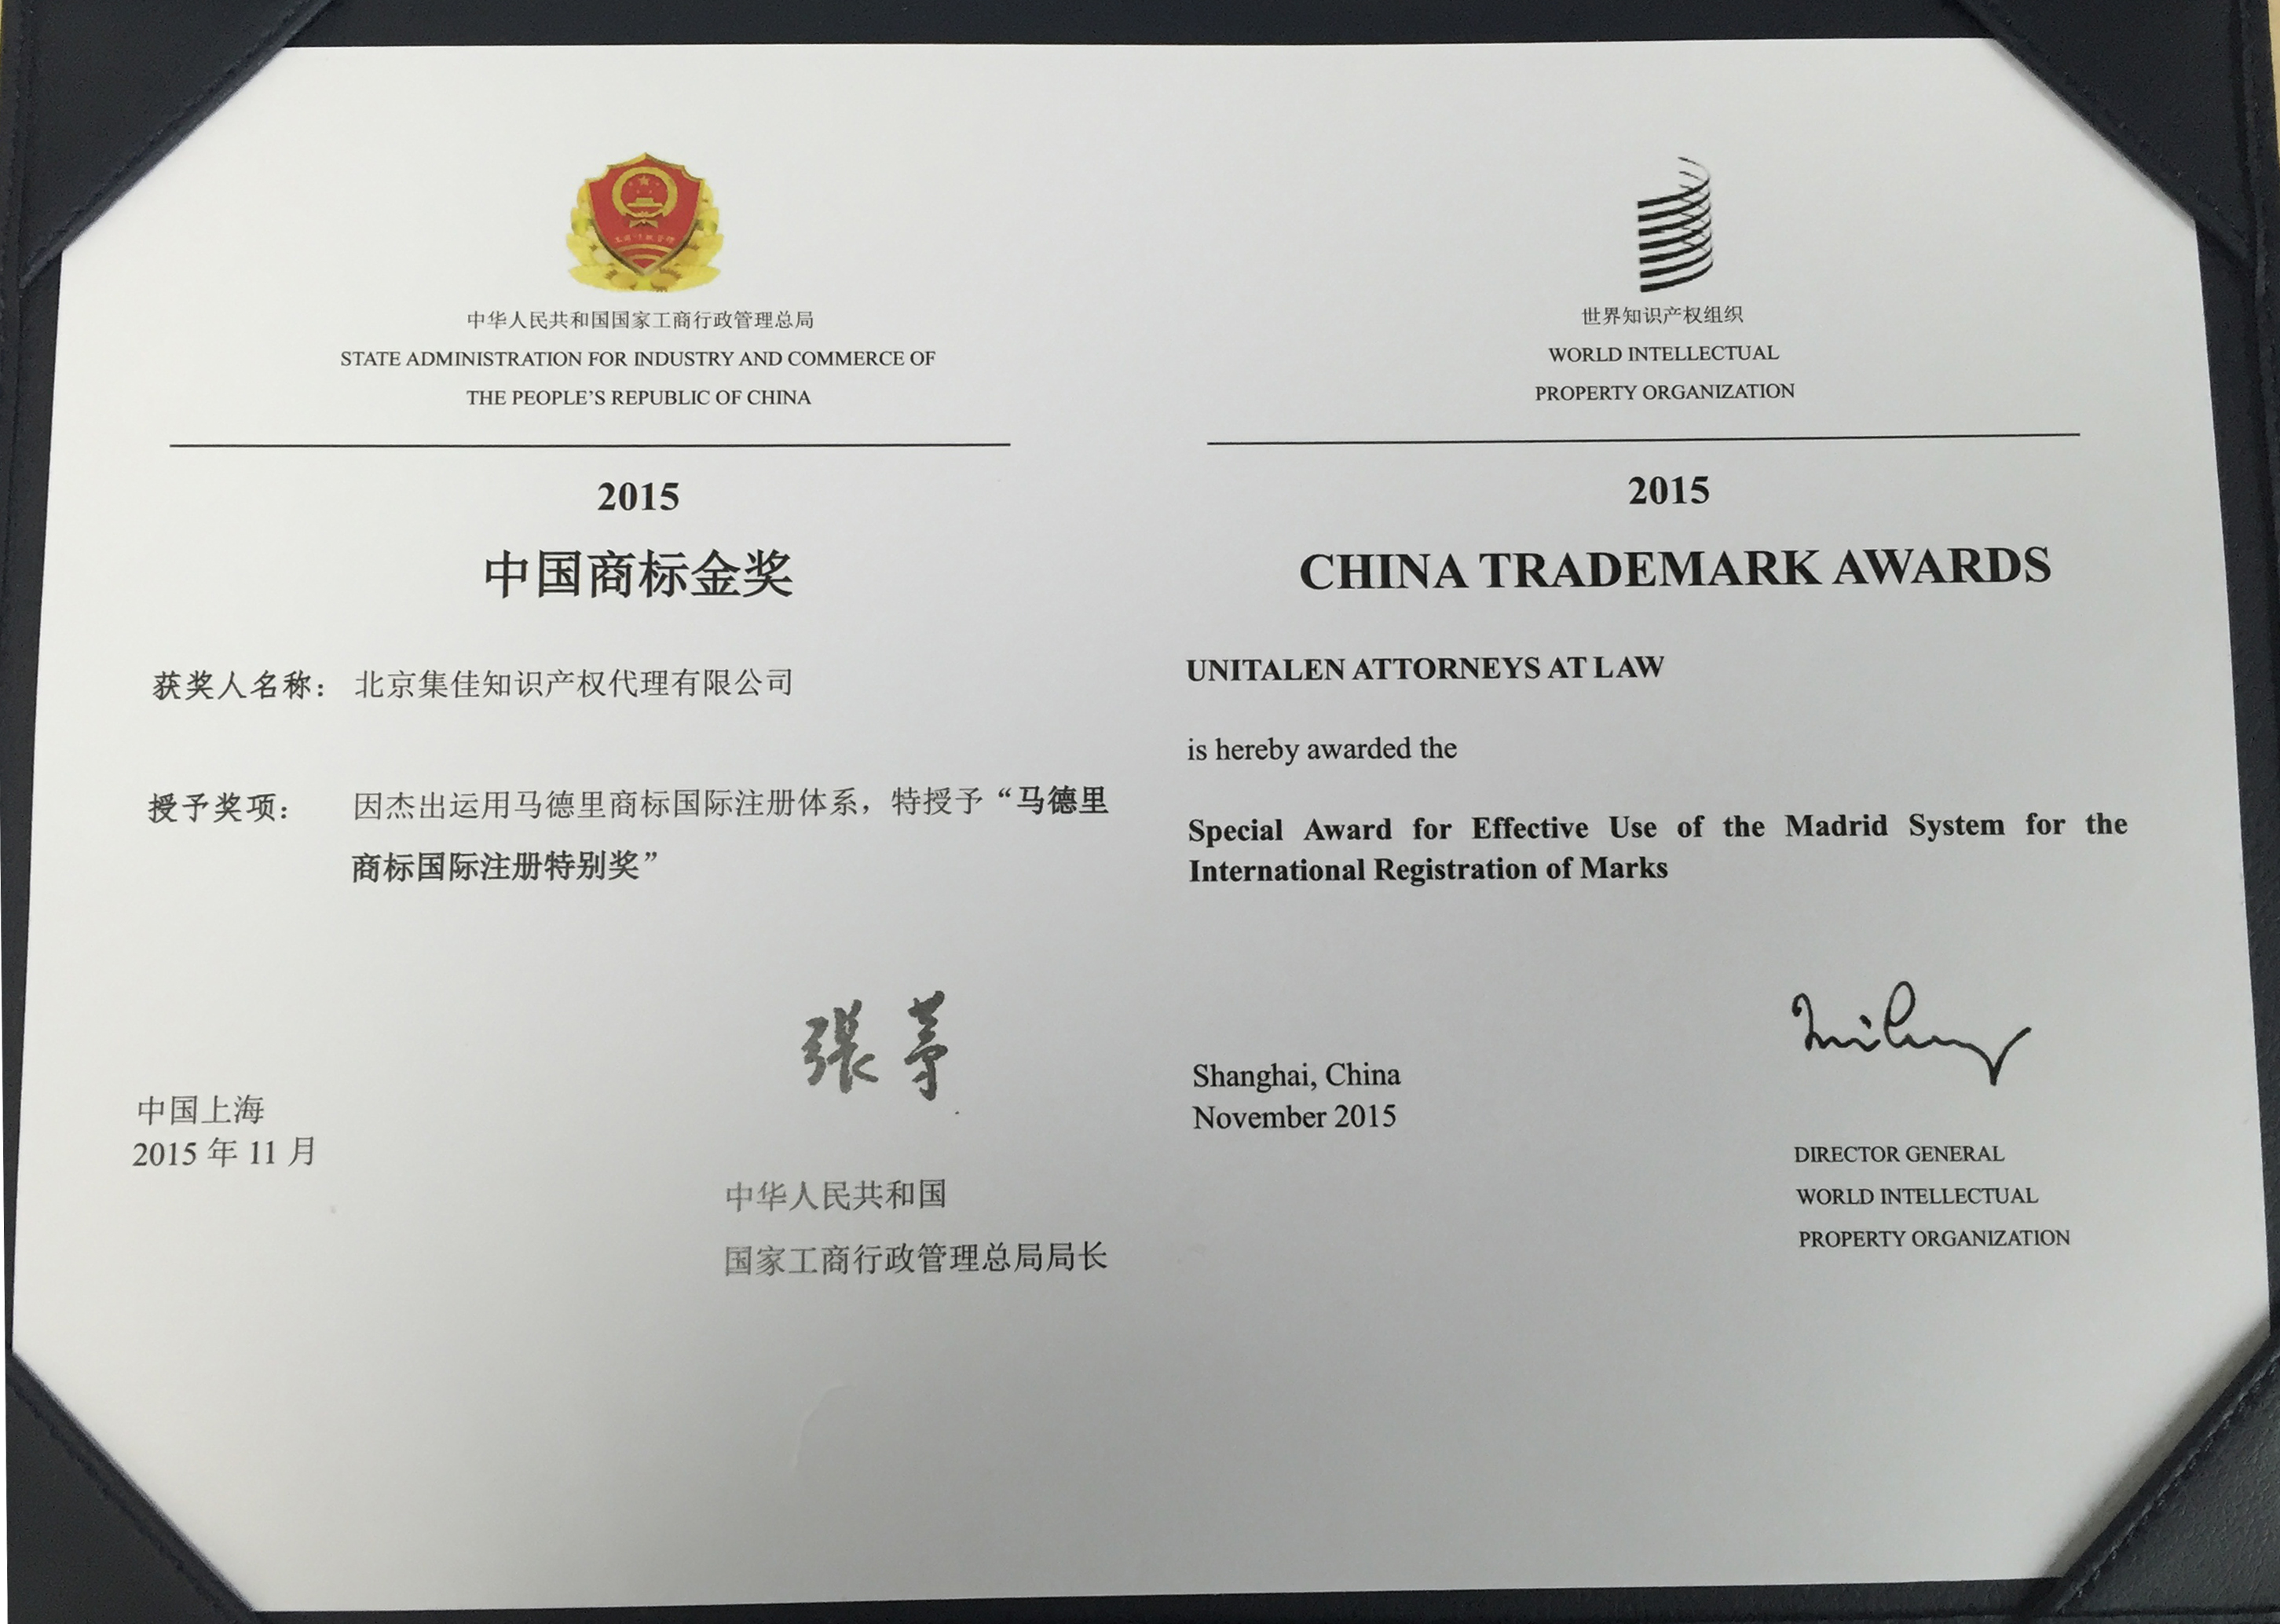 中华人民共和国国家工商行政管理总局
STATE ADMINISTRATION FOR INDUSTRY AND COMMERCE OF
THE PEOPLE'S REPUBLIC OF CHINA
2015
中国商标金奖
获奖人名称： 北京集佳知识产权代理有限公司
授予奖项： 因杰出运用马德里商标国际注册体系，特授予“马德里
商标国际注册特别奖”
張茅
中国上海
2015 年 11 月
中华人民共和国
国家工商行政管理总局局长
世界知识产权组织
WORLD INTELLECTUAL
PROPERTY ORGANIZATION
2015
CHINA TRADEMARK AWARDS
UNITALEN ATTORNEYS AT LAW
is hereby awarded the
Special Award for Effective Use of the Madrid System for the
International Registration of Marks
Shanghai, China
November 2015
DIRECTOR GENERAL
WORLD INTELLECTUAL
PROPERTY ORGANIZATION